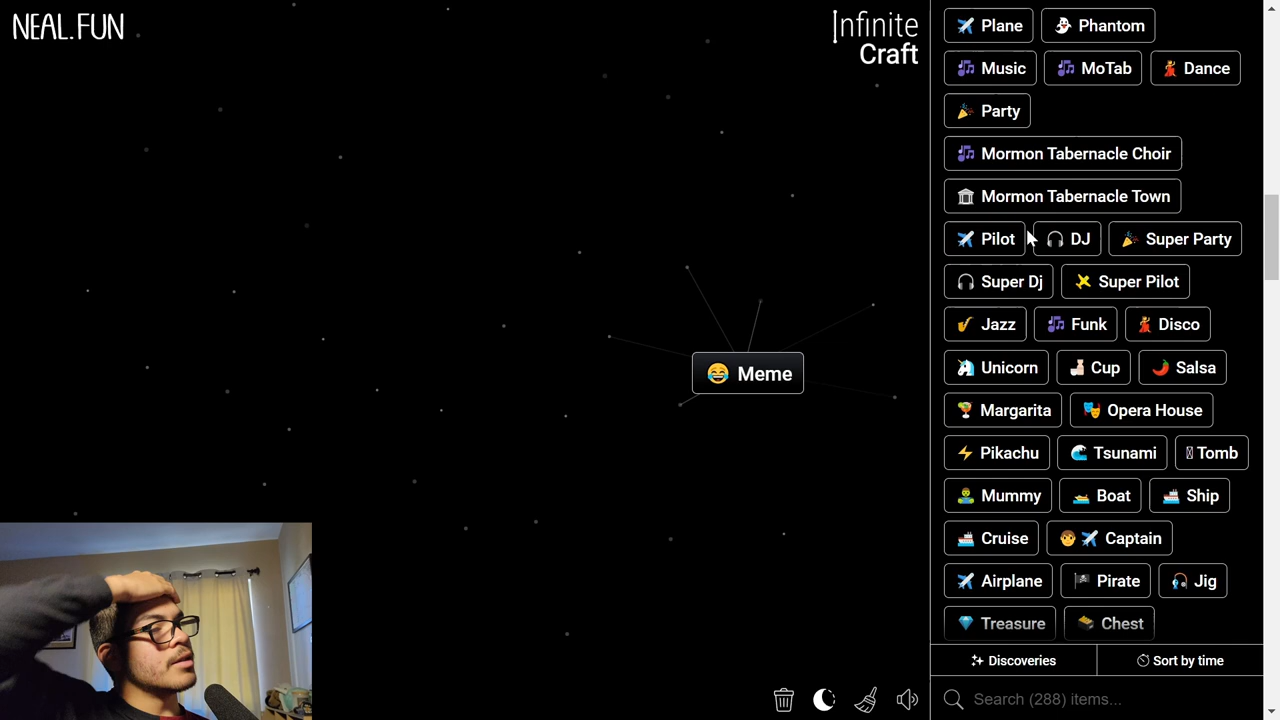 NEAL.FUN
Infinite
Craft
Meme
Plane Phantom
Music MoTab Dance
Party
Mormon Tabernacle Choir
Mormon Tabernacle Town
Pilot DJ Super Party
Super Dj Super Pilot
Jazz Funk Disco
Unicorn Cup Salsa
Margarita Opera House
Pikachu Tsunami Tomb
Mummy Boat Ship
Cruise Captain
Airplane Pirate Jig
Treasure Chest
Discoveries Sort by time
Search (288) items...